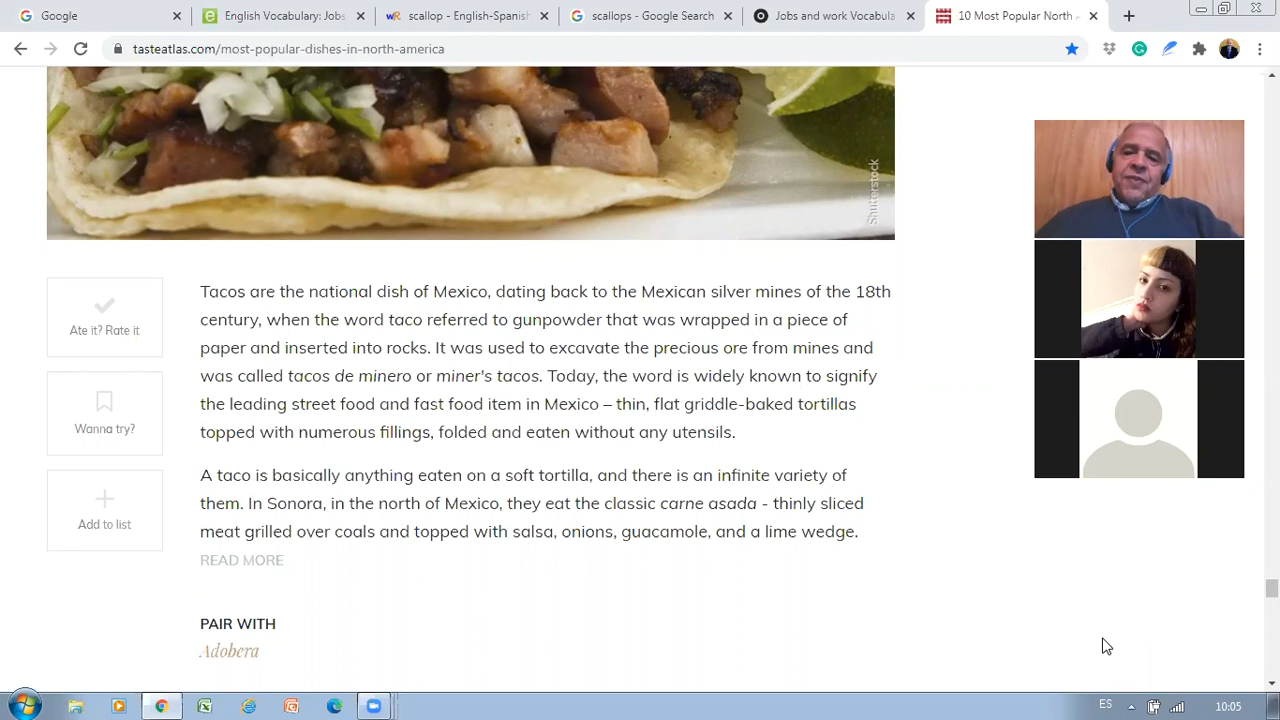 Google
English Vocabulary: Jobs
scallop - English-Spanish
scallops - Google Search
Jobs and work Vocabula
10 Most Popular North
tasteatlas.com/most-popular-dishes-in-north-america
Shutterstock
Ate it? Rate it
Wanna try?
Add to list
Tacos are the national dish of Mexico, dating back to the Mexican silver mines of the 18th
century, when the word taco referred to gunpowder that was wrapped in a piece of
paper and inserted into rocks. It was used to excavate the precious ore from mines and
was called tacos de minero or miner's tacos. Today, the word is widely known to signify
the leading street food and fast food item in Mexico – thin, flat griddle-baked tortillas
topped with numerous fillings, folded and eaten without any utensils.
A taco is basically anything eaten on a soft tortilla, and there is an infinite variety of
them. In Sonora, in the north of Mexico, they eat the classic carne asada - thinly sliced
meat grilled over coals and topped with salsa, onions, guacamole, and a lime wedge.
READ MORE
PAIR WITH
Adobera
ES
10:05